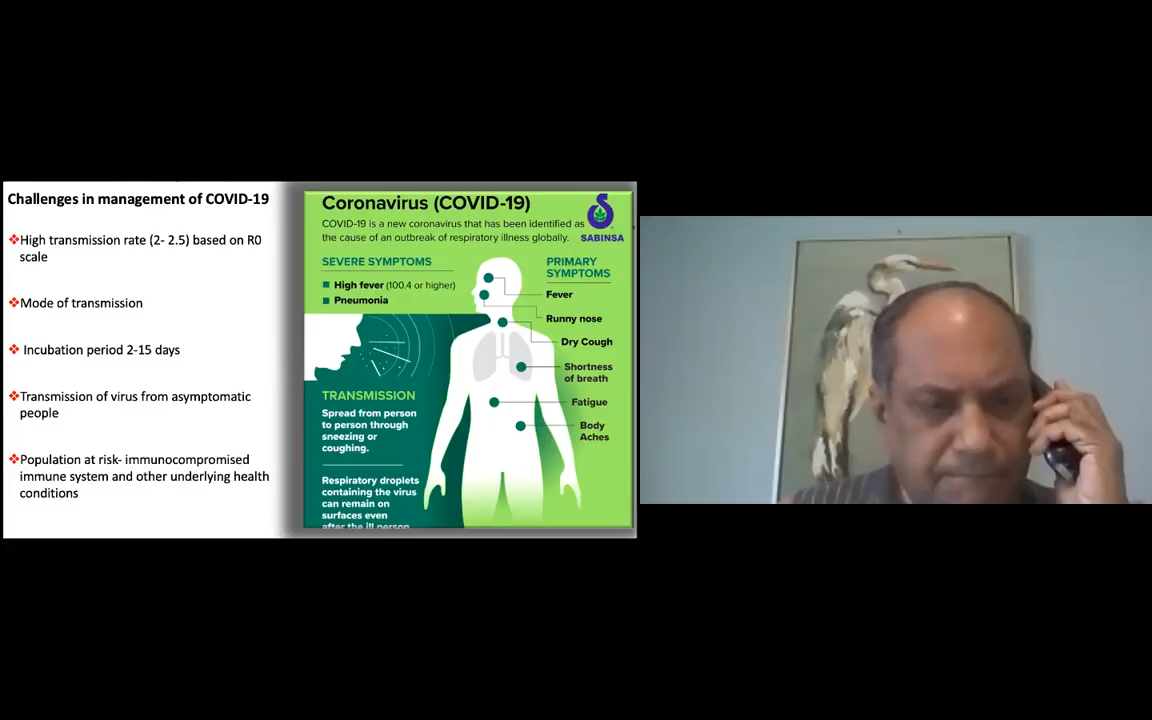 Challenges in management of COVID-19
❖High transmission rate (2- 2.5) based on R0
scale
❖Mode of transmission
❖ Incubation period 2-15 days
❖Transmission of virus from asymptomatic
people
❖Population at risk- immunocompromised
immune system and other underlying health
conditions
Coronavirus (COVID-19)
COVID-19 is a new coronavirus that has been identified as
the cause of an outbreak of respiratory illness globally.
SABINSA
SEVERE SYMPTOMS
High fever (100.4 or higher)
Pneumonia
PRIMARY
SYMPTOMS
Fever
Runny nose
Dry Cough
Shortness
of breath
Fatigue
Body
Aches
TRANSMISSION
Spread from person
to person through
sneezing or
coughing.
Respiratory droplets
containing the virus
can remain on
surfaces even
after the ill person